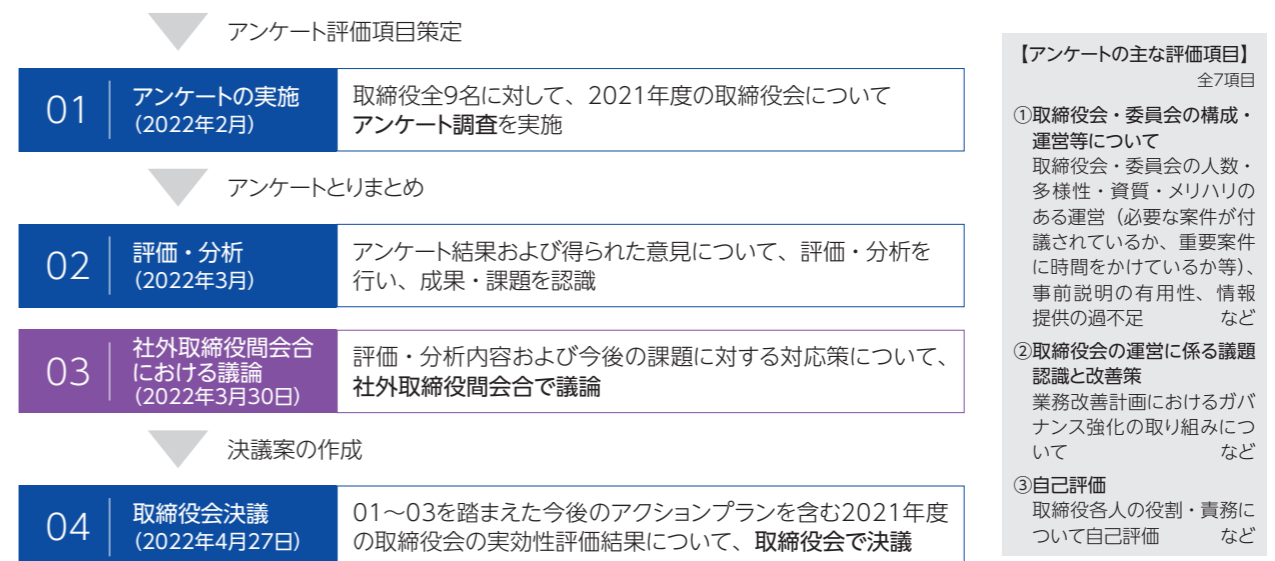 アンケート評価項目策定
01
アンケートの実施
(2022年2月)
取締役全9名に対して、2021年度の取締役会について
アンケート調査を実施
アンケートとりまとめ
02
評価・分析
(2022年3月)
アンケート結果および得られた意見について、評価・分析を
行い、成果・課題を認識
03
社外取締役間会合
における議論
(2022年3月30日)
評価・分析内容および今後の課題に対する対応策について、
社外取締役間会合で議論
決議案の作成
04
取締役会決議
(2022年4月27日)
01～03を踏まえた今後のアクションプランを含む2021年度
の取締役会の実効性評価結果について、取締役会で決議
【アンケートの主な評価項目】
全7項目
①取締役会・委員会の構成・
運営等について
取締役会・委員会の人数・
多様性・資質・メリハリの
ある運営（必要な案件が付
議されているか、重要案件
に時間をかけているか等）、
事前説明の有用性、情報
提供の過不足 など
②取締役会の運営に係る議題
認識と改善策
業務改善計画におけるガバ
ナンス強化の取り組みにつ
いて など
③自己評価
取締役各人の役割・責務に
ついて自己評価 など